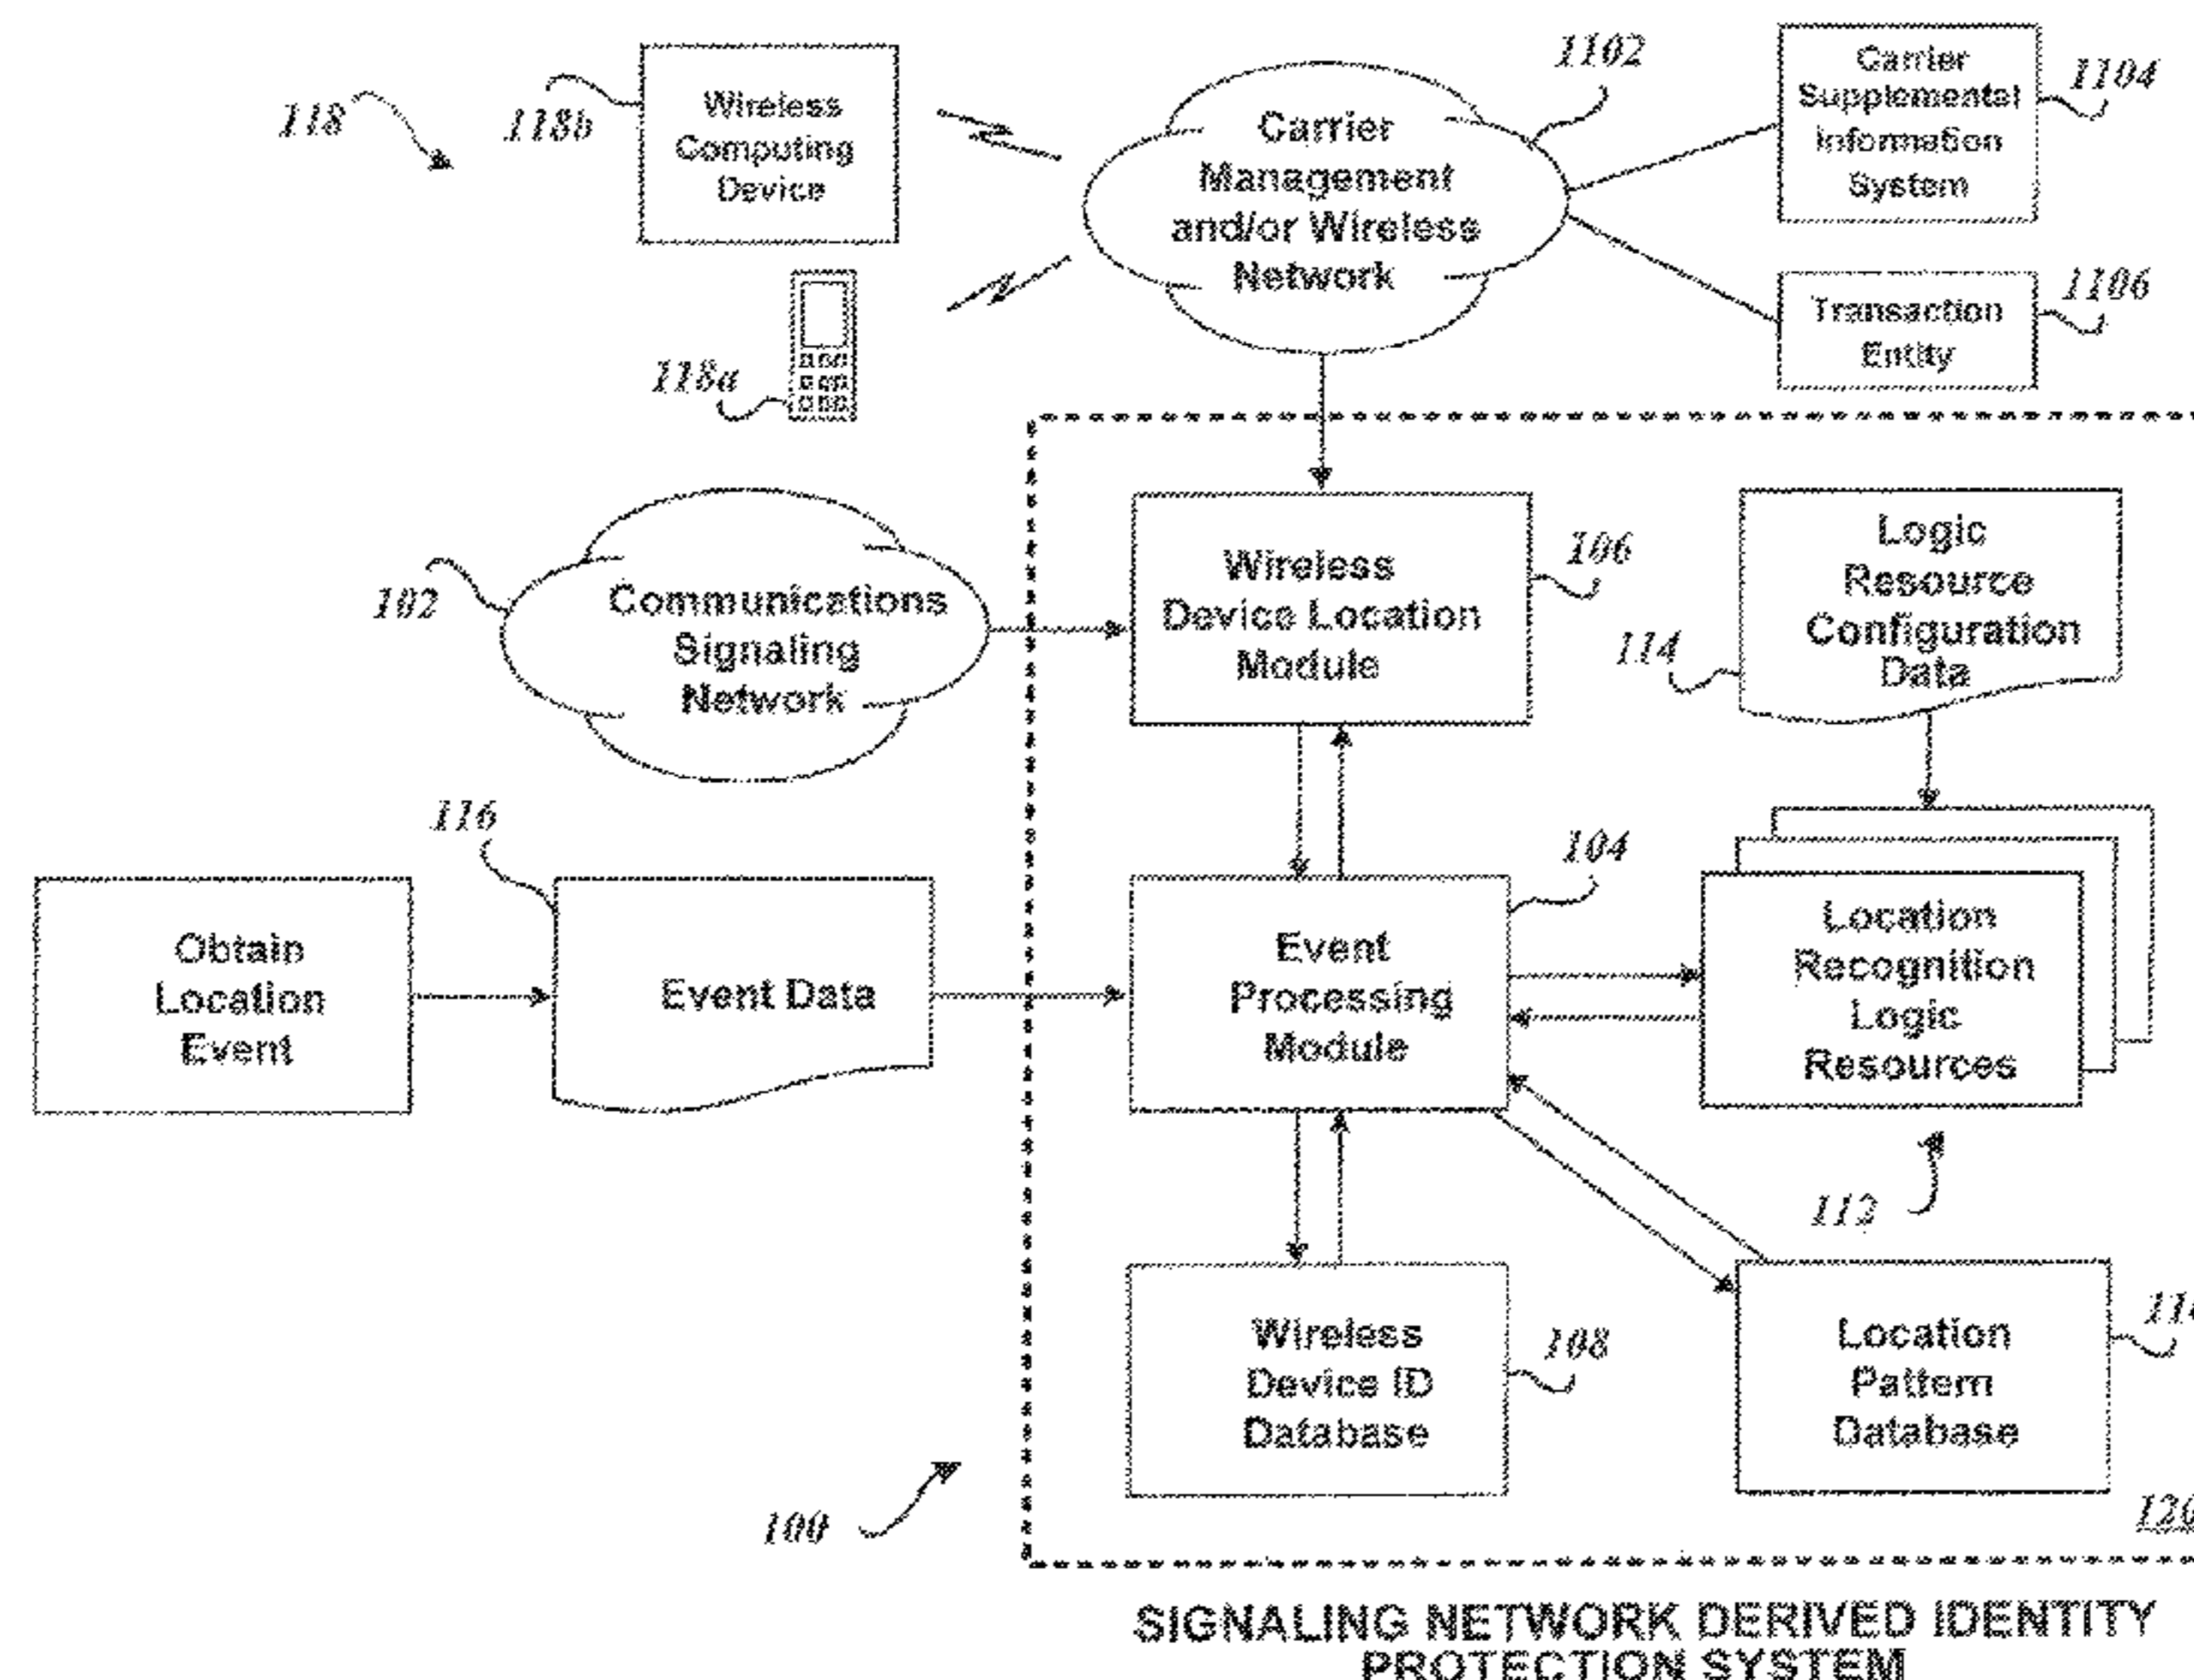 118
118b
Wireless
Computing
Device
118a
Carrier
Management
and/or Wireless
Network
1102
Carrier
Supplemental
Information
System
1104
Transaction
Entity
1106
102
Communications
Signaling
Network
Wireless
Device Location
Module
106
Logic
Resource
Configuration
Data
114
116
Obtain
Location
Event
Event Data
Event
Processing
Module
104
Location
Recognition
Logic
Resources
112
Wireless
Device ID
Database
108
Location
Pattern
Database
100
120
SIGNALING NETWORK DERIVED IDENTITY
PROTECTION SYSTEM